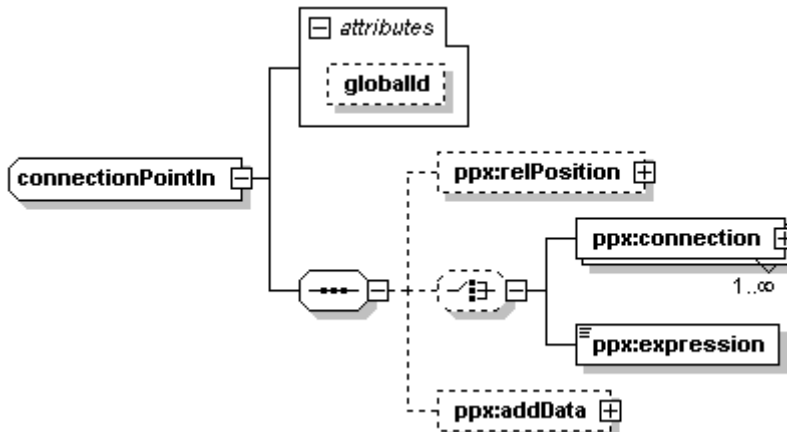 attributes
globalId
connectionPointIn
ppx:relPosition
ppx:connection
1..∞
ppx:expression
ppx:addData